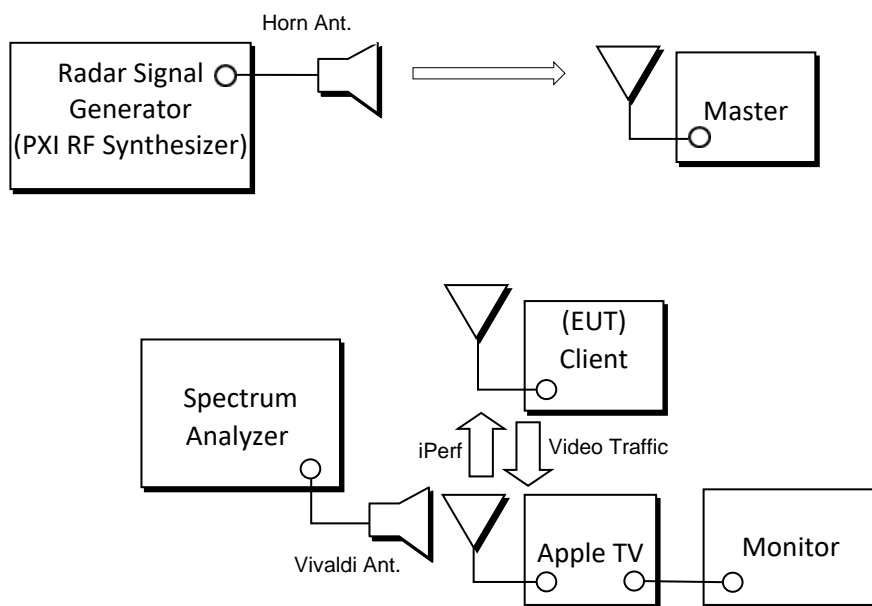 Horn Ant.
Radar Signal
Generator
(PXI RF Synthesizer)
Master
(EUT)
Client
Spectrum
Analyzer
iPerf
Video Traffic
Vivaldi Ant.
Apple TV
Monitor